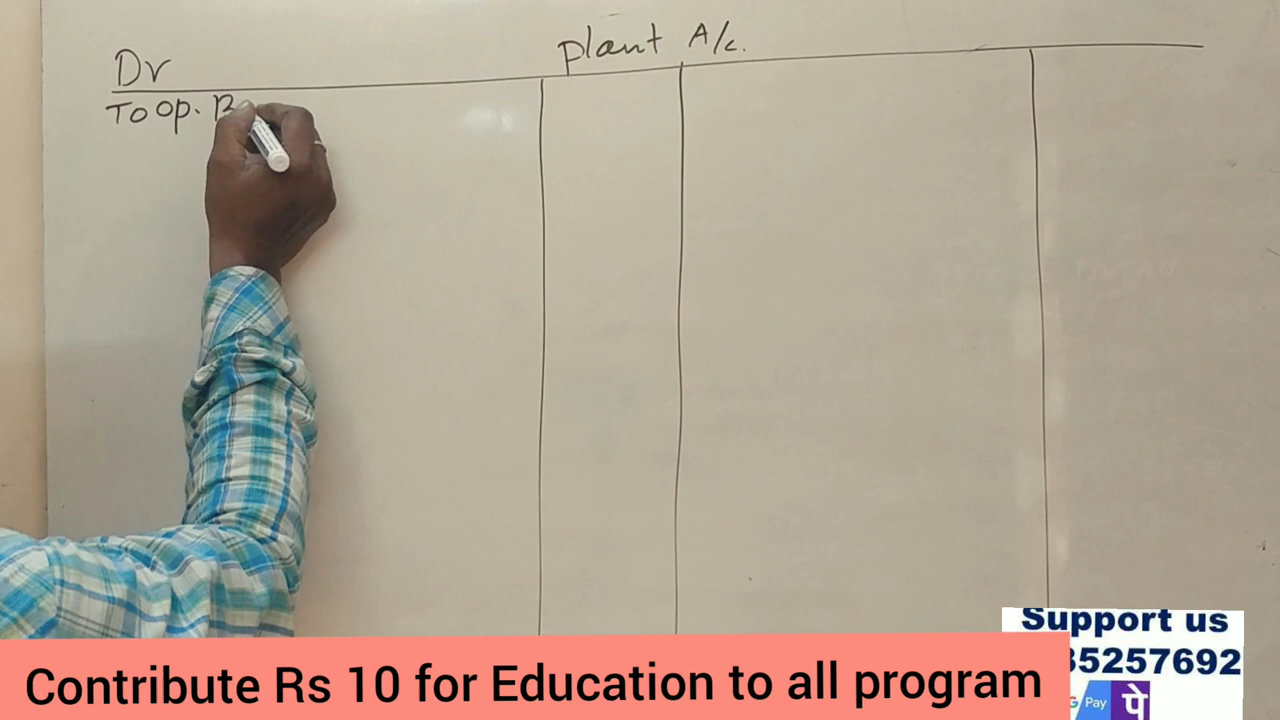 plant A/c.
Dr
To op. B
Support us
35257692
G Pay पे
Contribute Rs 10 for Education to all program